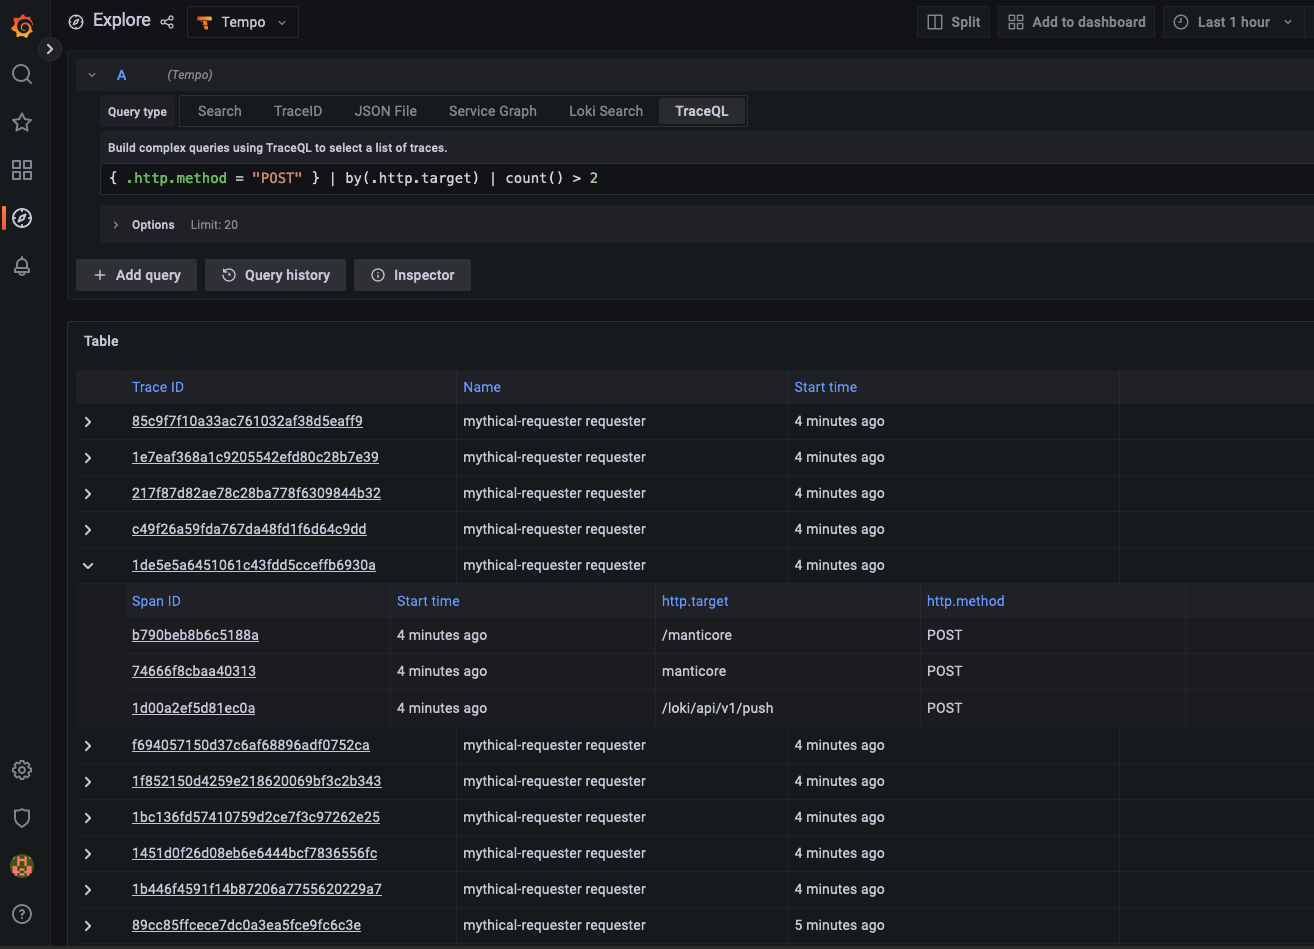 Explore Tempo Split Add to dashboard Last 1 hour
A (Tempo)
Query type Search TraceID JSON File Service Graph Loki Search TraceQL
Build complex queries using TraceQL to select a list of traces.
{ .http.method = "POST" } | by(.http.target) | count() > 2
Options Limit: 20
+ Add query Query history Inspector
Table
Trace ID Name Start time
85c9f7f10a33ac761032af38d5eaff9 mythical-requester requester 4 minutes ago
1e7eaf368a1c9205542efd80c28b7e39 mythical-requester requester 4 minutes ago
217f87d82ae78c28ba778f6309844b32 mythical-requester requester 4 minutes ago
c49f26a59fda767da48fd1f6d64c9dd mythical-requester requester 4 minutes ago
1de5e5a6451061c43fdd5cceffb6930a mythical-requester requester 4 minutes ago
Span ID Start time http.target http.method
b790beb8b6c5188a 4 minutes ago /manticore POST
74666f8cbaa40313 4 minutes ago manticore POST
1d00a2ef5d81ec0a 4 minutes ago /loki/api/v1/push POST
f694057150d37c6af68896adf0752ca mythical-requester requester 4 minutes ago
1f852150d4259e218620069bf3c2b343 mythical-requester requester 4 minutes ago
1bc136fd57410759d2ce7f3c97262e25 mythical-requester requester 4 minutes ago
1451d0f26d08eb6e6444bcf7836556fc mythical-requester requester 4 minutes ago
1b446f4591f14b87206a7755620229a7 mythical-requester requester 4 minutes ago
89cc85ffcece7dc0a3ea5fce9fc6c3e mythical-requester requester 5 minutes ago